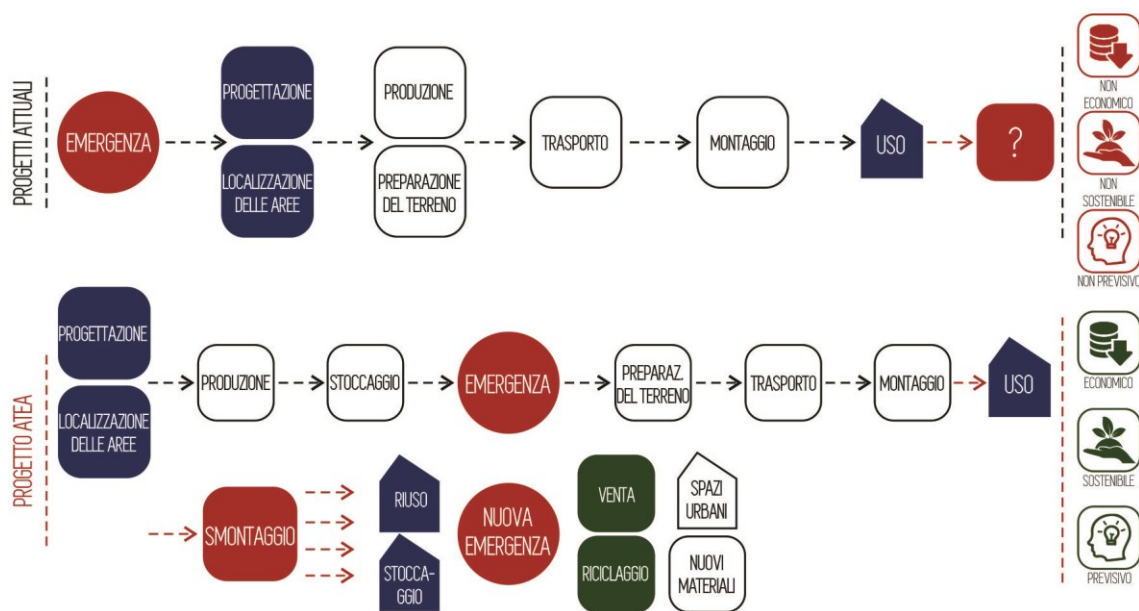 PROGETTI ATTUALI
EMERGENZA
PROGETTAZIONE
LOCALIZZAZIONE
DELLE AREE
PRODUZIONE
PREPARAZIONE
DEL TERRENO
TRASPORTO
MONTAGGIO
USO
?
NON
ECONOMICO
NON
SOSTENIBILE
NON PREVISIVO
PROGETTO ATEA
PROGETTAZIONE
LOCALIZZAZIONE
DELLE AREE
PRODUZIONE
STOCCAGGIO
EMERGENZA
PREPARAZ.
DEL TERRENO
TRASPORTO
MONTAGGIO
USO
ECONOMICO
SOSTENIBILE
PREVISIVO
SMONTAGGIO
RIUSO
STOCCA-
GGIO
NUOVA
EMERGENZA
VENTA
RICICLAGGIO
SPAZI
URBANI
NUOVI
MATERIALI